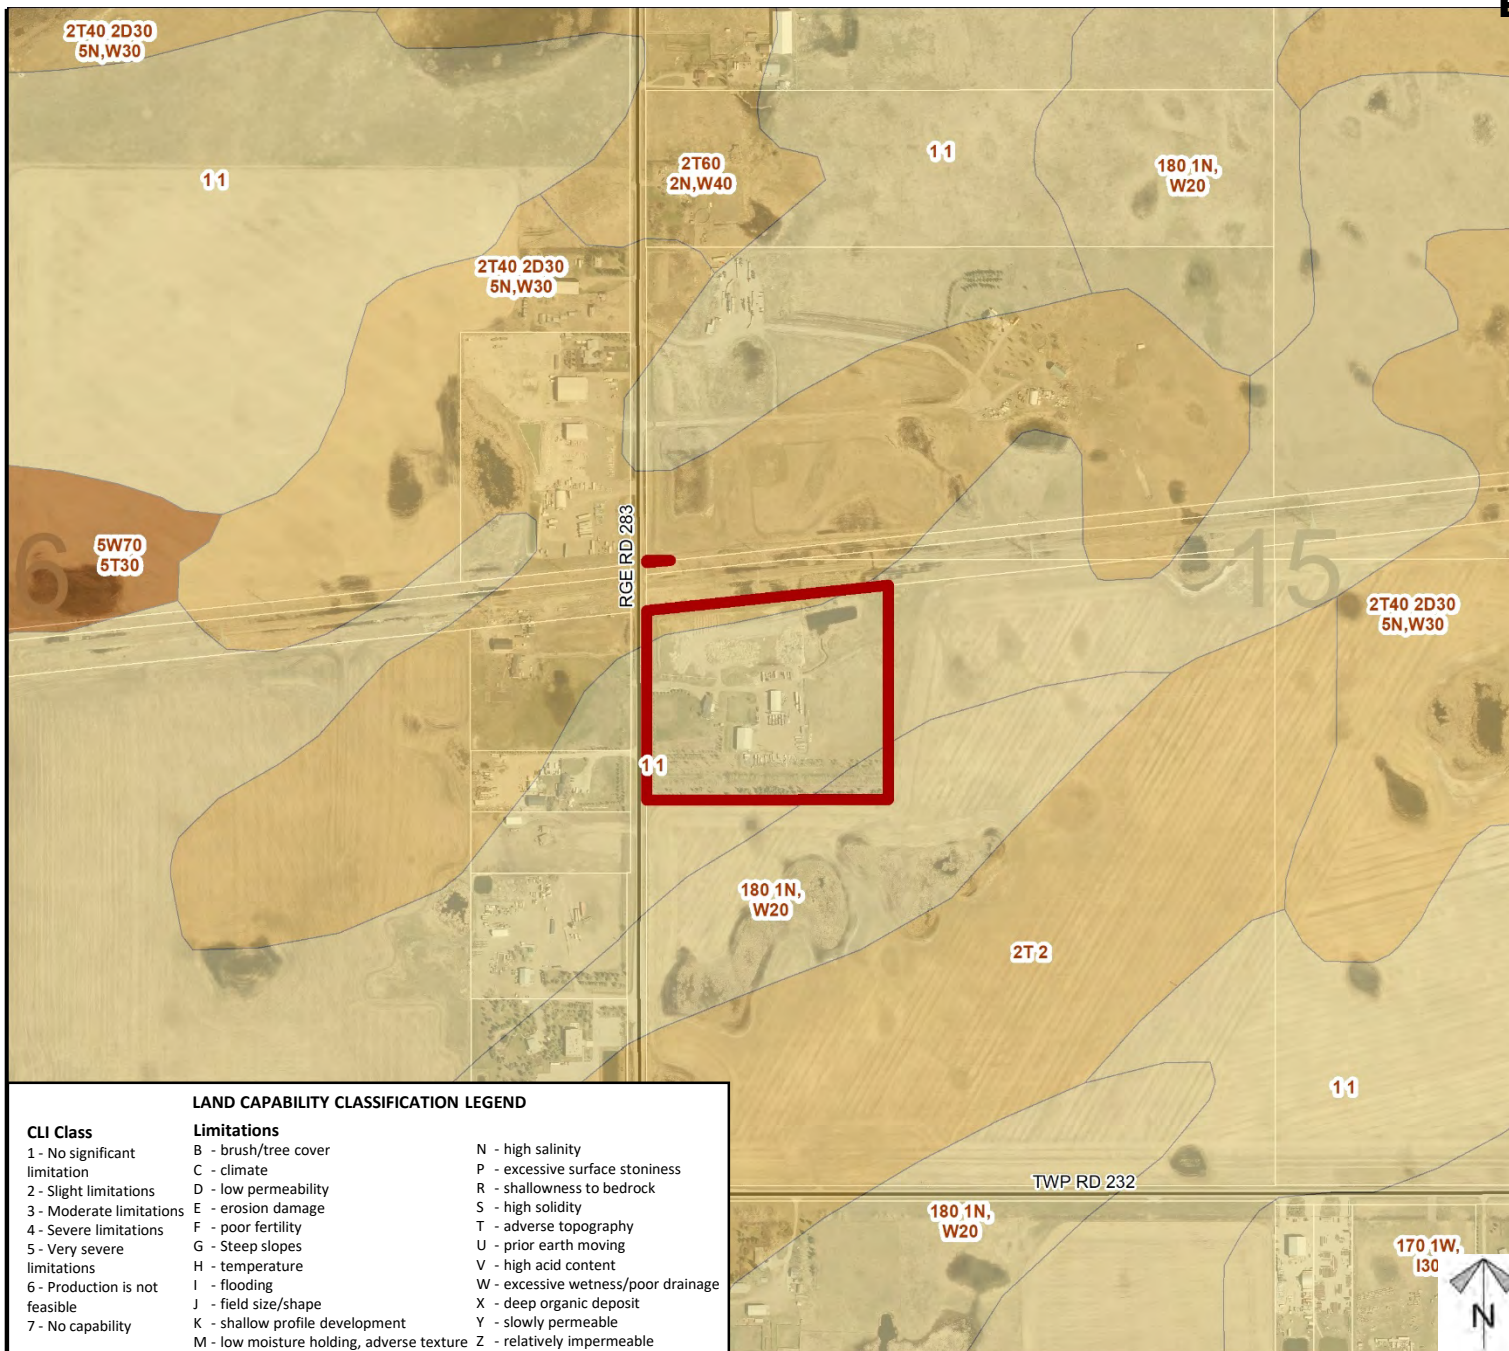 2T40 2D30
5N,W30
1 1
2T60
2N,W40
1 1
180 1N,
W20
2T40 2D30
5N,W30
RGE RD 283
5W70
5T30
6
15
2T40 2D30
5N,W30
1 1
180 1N,
W20
2T 2
1 1
TWP RD 232
180 1N,
W20
170 1W,
I30
N
LAND CAPABILITY CLASSIFICATION LEGEND
CLI Class
1 - No significant
limitation
2 - Slight limitations
3 - Moderate limitations
4 - Severe limitations
5 - Very severe
limitations
6 - Production is not
feasible
7 - No capability
Limitations
B - brush/tree cover
C - climate
D - low permeability
E - erosion damage
F - poor fertility
G - Steep slopes
H - temperature
I - flooding
J - field size/shape
K - shallow profile development
M - low moisture holding, adverse texture
N - high salinity
P - excessive surface stoniness
R - shallowness to bedrock
S - high solidity
T - adverse topography
U - prior earth moving
V - high acid content
W - excessive wetness/poor drainage
X - deep organic deposit
Y - slowly permeable
Z - relatively impermeable